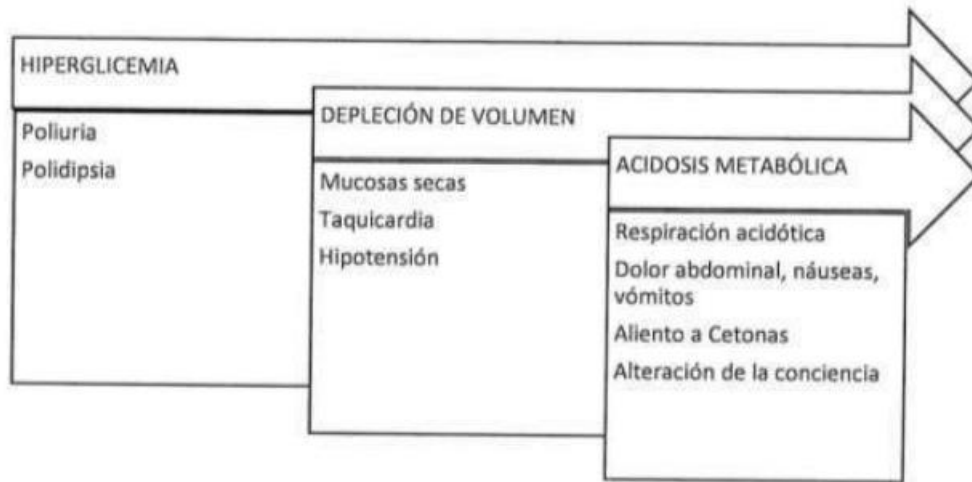 HIPERGLICEMIA
Poliuria
Polidipsia
DEPLECIÓN DE VOLUMEN
Mucosas secas
Taquicardia
Hipotensión
ACIDOSIS METABÓLICA
Respiración acidótica
Dolor abdominal, náuseas,
vómitos
Aliento a Cetonas
Alteración de la conciencia